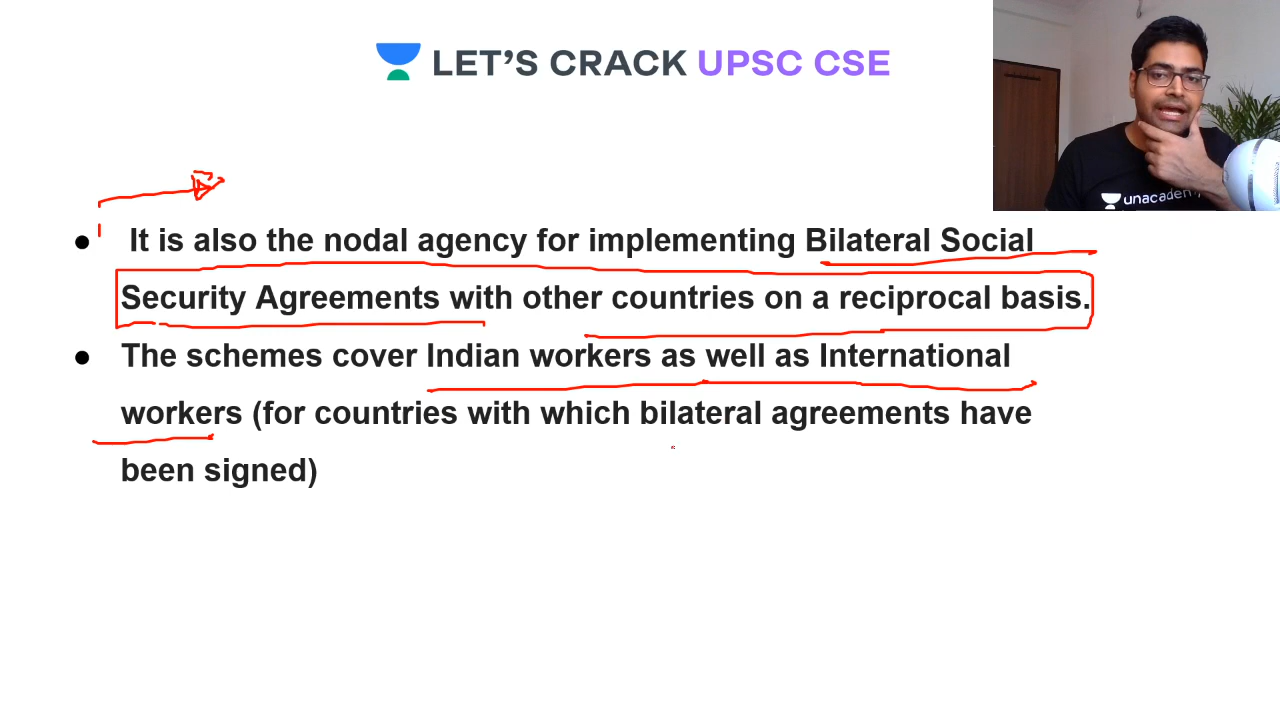 LET'S CRACK UPSC CSE
unacademy
● It is also the nodal agency for implementing Bilateral Social
Security Agreements with other countries on a reciprocal basis.
● The schemes cover Indian workers as well as International
workers (for countries with which bilateral agreements have
been signed)